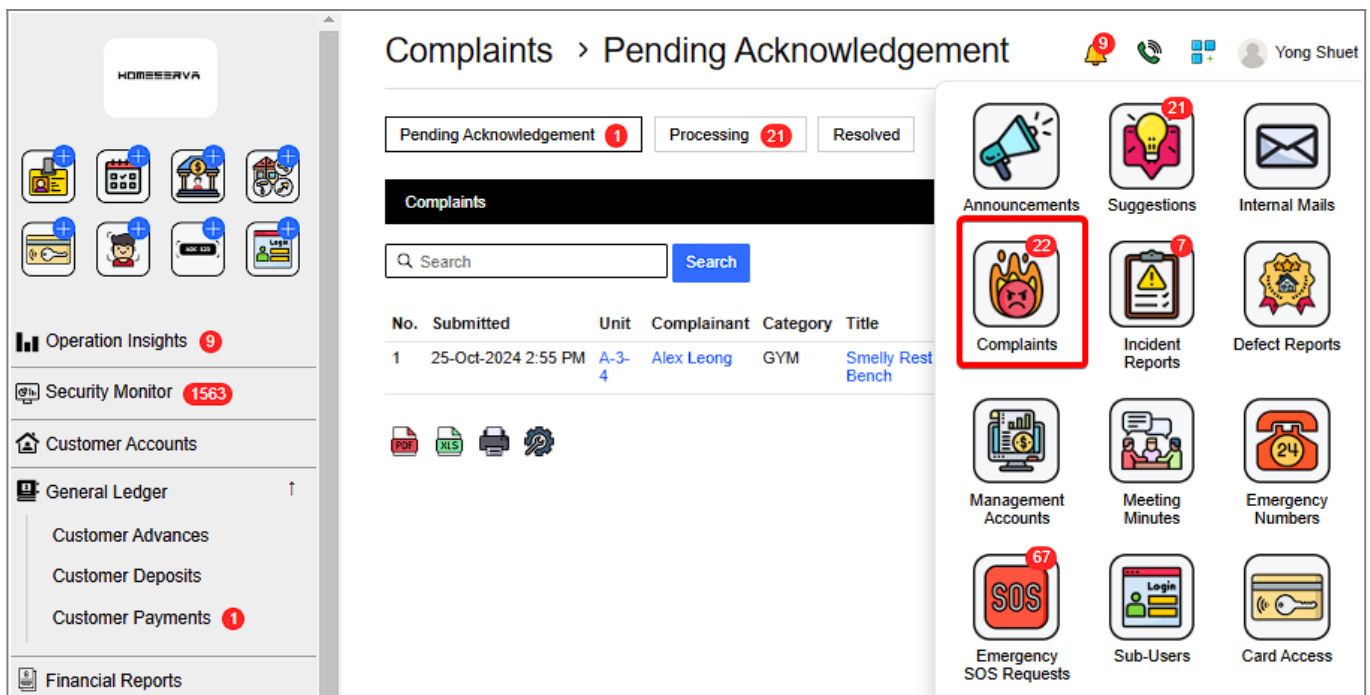 HOMESERVA
ABC 123
Login
Operation Insights 9
Security Monitor 1563
Customer Accounts
General Ledger ↑
Customer Advances
Customer Deposits
Customer Payments 1
Financial Reports
Complaints > Pending Acknowledgement
9
Yong Shuet
Pending Acknowledgement 1
Processing 21
Resolved
Complaints
Search
Search
No. Submitted Unit Complainant Category Title
1 25-Oct-2024 2:55 PM A-3- Alex Leong GYM Smelly Rest
4 Bench
PDF
XLS
21
Announcements Suggestions Internal Mails
22 7
Complaints Incident Defect Reports
Reports
24
Management Meeting Emergency
Accounts Minutes Numbers
67
SOS Login
Emergency Sub-Users Card Access
SOS Requests